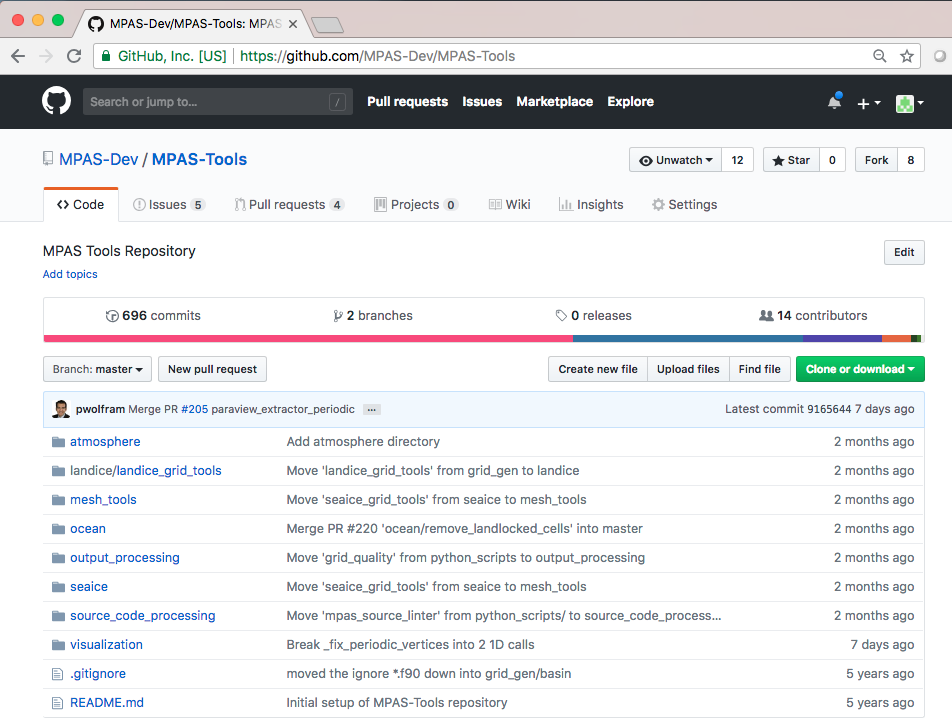 MPAS-Dev/MPAS-Tools: MPAS
GitHub, Inc. [US] https://github.com/MPAS-Dev/MPAS-Tools
Search or jump to... / Pull requests Issues Marketplace Explore
MPAS-Dev / MPAS-Tools Unwatch 12 Star 0 Fork 8
Code Issues 5 Pull requests 4 Projects 0 Wiki Insights Settings
MPAS Tools Repository Edit
Add topics
696 commits 2 branches 0 releases 14 contributors
Branch: master New pull request Create new file Upload files Find file Clone or download
pwolfram Merge PR #205 paraview_extractor_periodic ... Latest commit 9165644 7 days ago
atmosphere Add atmosphere directory 2 months ago
landice/landice_grid_tools Move 'landice_grid_tools' from grid_gen to landice 2 months ago
mesh_tools Move 'seaice_grid_tools' from seaice to mesh_tools 2 months ago
ocean Merge PR #220 'ocean/remove_landlocked_cells' into master 2 months ago
output_processing Move 'grid_quality' from python_scripts to output_processing 2 months ago
seaice Move 'seaice_grid_tools' from seaice to mesh_tools 2 months ago
source_code_processing Move 'mpas_source_linter' from python_scripts/ to source_code_process... 2 months ago
visualization Break _fix_periodic_vertices into 2 1D calls 7 days ago
.gitignore moved the ignore *.f90 down into grid_gen/basin 5 years ago
README.md Initial setup of MPAS-Tools repository 5 years ago